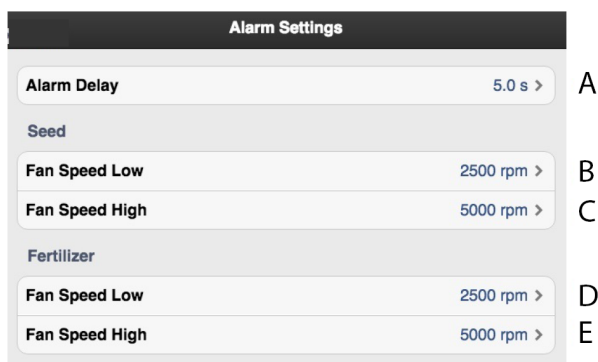 Alarm Settings
Alarm Delay 5.0 s > A
Seed
Fan Speed Low 2500 rpm > B
Fan Speed High 5000 rpm > C
Fertilizer
Fan Speed Low 2500 rpm > D
Fan Speed High 5000 rpm > E